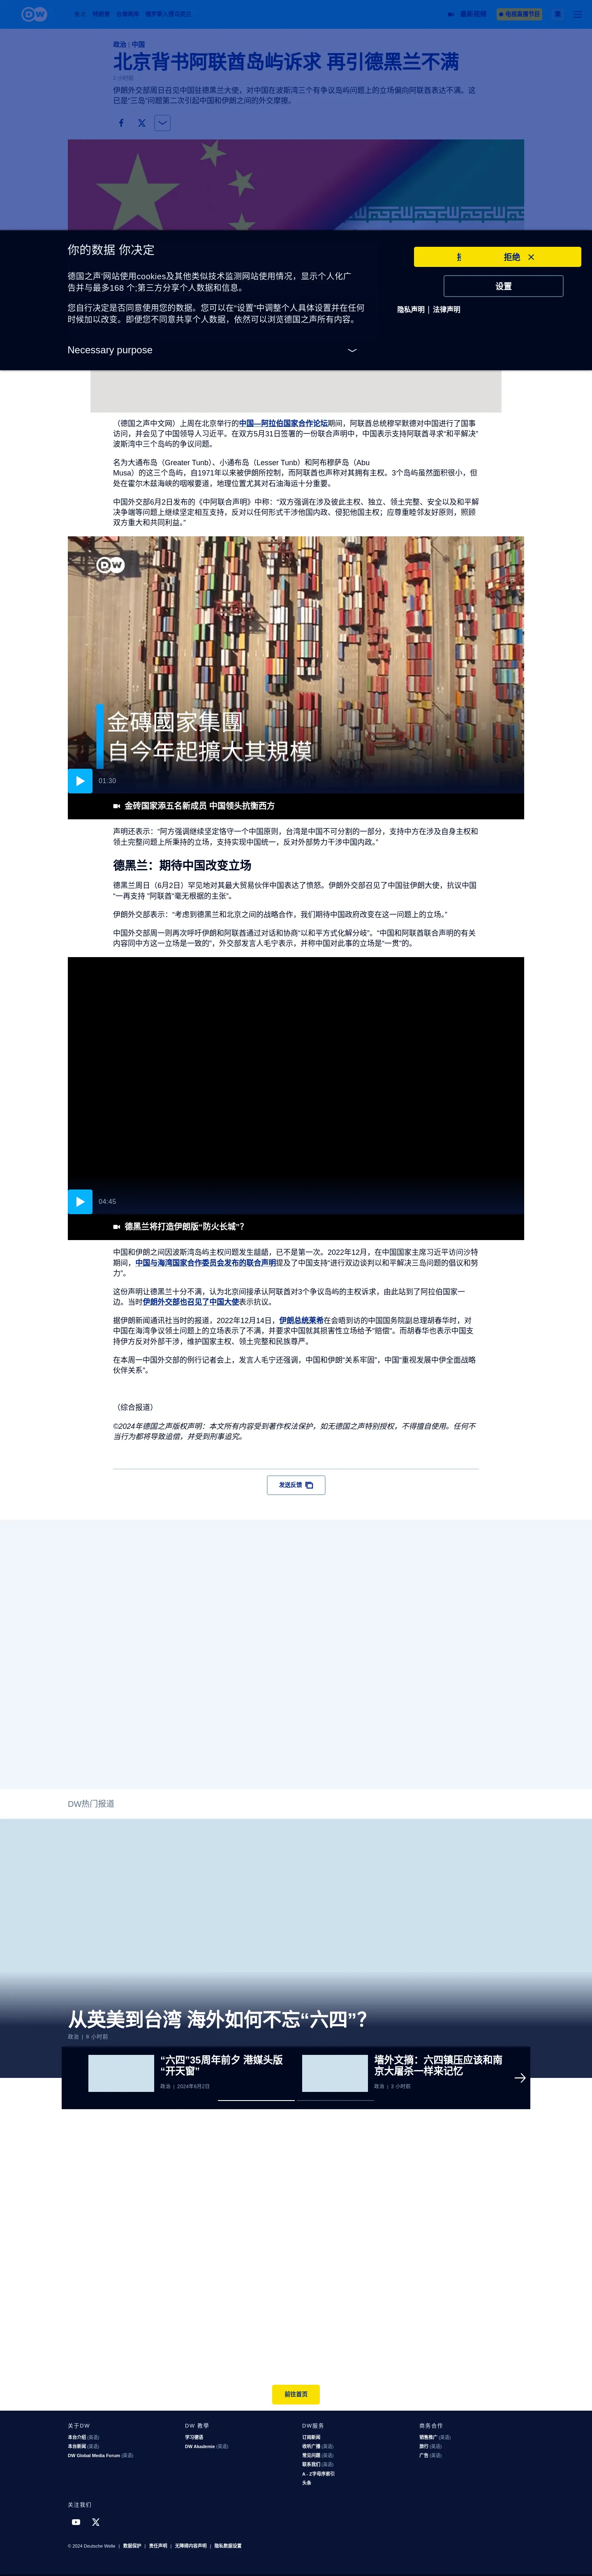 DW
特朗普
台海两岸
俄罗斯入侵乌克兰
最新视频
电视直播节目
繁
政治 | 中国
北京背书阿联酋岛屿诉求 再引德黑兰不满
2 小时前
伊朗外交部周日召见中国驻德黑兰大使，对中国在波斯湾三个有争议岛屿问题上的立场偏向阿联酋表达不满。这
已是“三岛”问题第二次引起中国和伊朗之间的外交摩擦。
你的数据 你决定
德国之声'网站使用cookies及其他类似技术监测网站使用情况，显示个人化广
告并与最多168 个;第三方分享个人数据和信息。
您自行决定是否同意使用您的数据。您可以在“设置”中调整个人具体设置并在任何
时候加以改变。即便您不同意共享个人数据，依然可以浏览德国之声所有内容。
Necessary purpose
拒绝
设置
隐私声明 | 法律声明
（德国之声中文网）上周在北京举行的中国—阿拉伯国家合作论坛期间，阿联酋总统穆罕默德对中国进行了国事
访问，并会见了中国领导人习近平。在双方5月31日签署的一份联合声明中，中国表示支持阿联酋寻求“和平解决”
波斯湾中三个岛屿的争议问题。
名为大通布岛（Greater Tunb）、小通布岛（Lesser Tunb）和阿布穆萨岛（Abu
Musa）的这三个岛屿，自1971年以来被伊朗所控制，而阿联酋也声称对其拥有主权。3个岛屿虽然面积很小，但
处在霍尔木兹海峡的咽喉要道，地理位置尤其对石油海运十分重要。
中国外交部6月2日发布的《中阿联合声明》中称：“双方强调在涉及彼此主权、独立、领土完整、安全以及和平解
决争端等问题上继续坚定相互支持，反对以任何形式干涉他国内政、侵犯他国主权；应尊重睦邻友好原则，照顾
双方重大和共同利益。”
DW
金磚國家集團
自今年起擴大其規模
01:30
金砖国家添五名新成员 中国领头抗衡西方
声明还表示：“阿方强调继续坚定恪守一个中国原则，台湾是中国不可分割的一部分，支持中方在涉及自身主权和
领土完整问题上所秉持的立场，支持实现中国统一，反对外部势力干涉中国内政。”
德黑兰：期待中国改变立场
德黑兰周日（6月2日）罕见地对其最大贸易伙伴中国表达了愤怒。伊朗外交部召见了中国驻伊朗大使，抗议中国
“一再支持 "阿联酋“毫无根据的主张”。
伊朗外交部表示：“考虑到德黑兰和北京之间的战略合作，我们期待中国政府改变在这一问题上的立场。”
中国外交部周一则再次呼吁伊朗和阿联酋通过对话和协商“以和平方式化解分歧”。“中国和阿联酋联合声明的有关
内容同中方这一立场是一致的”，外交部发言人毛宁表示，并称中国对此事的立场是“一贯”的。
04:45
德黑兰将打造伊朗版“防火长城”？
中国和伊朗之间因波斯湾岛屿主权问题发生龃龉，已不是第一次。2022年12月，在中国国家主席习近平访问沙特
期间，中国与海湾国家合作委员会发布的联合声明提及了中国支持“进行双边谈判以和平解决三岛问题的倡议和努
力”。
这份声明让德黑兰十分不满，认为北京间接承认阿联酋对3个争议岛屿的主权诉求，由此站到了阿拉伯国家一
边。当时伊朗外交部也召见了中国大使表示抗议。
据伊朗新闻通讯社当时的报道，2022年12月14日，伊朗总统莱希在会晤到访的中国国务院副总理胡春华时，对
中国在海湾争议领土问题上的立场表示了不满，并要求中国就其损害性立场给予“赔偿”。而胡春华也表示中国支
持伊方反对外部干涉，维护国家主权、领土完整和民族尊严。
在本周一中国外交部的例行记者会上，发言人毛宁还强调，中国和伊朗“关系牢固”，中国“重视发展中伊全面战略
伙伴关系”。
（综合报道）
©2024年德国之声版权声明：本文所有内容受到著作权法保护，如无德国之声特别授权，不得擅自使用。任何不
当行为都将导致追偿，并受到刑事追究。
发送反馈
DW热门报道
从英美到台湾 海外如何不忘“六四”？
政治 | 6 小时前
“六四”35周年前夕 港媒头版
“开天窗”
政治 | 2024年6月2日
墙外文摘：六四镇压应该和南
京大屠杀一样来记忆
政治 | 3 小时前
前往首页
关于DW
本台介绍 (英语)
本台新闻 (英语)
DW Global Media Forum (英语)
DW 教學
学习德语
DW Akademie (英语)
DW服务
订阅新闻
收听广播 (英语)
常见问题 (英语)
联系我们 (英语)
A - Z字母序索引
头条
商务合作
销售推广 (英语)
旅行 (英语)
广告 (英语)
关注我们
© 2024 Deutsche Welle | 数据保护 | 责任声明 | 无障碍内容声明 | 隐私数据设置